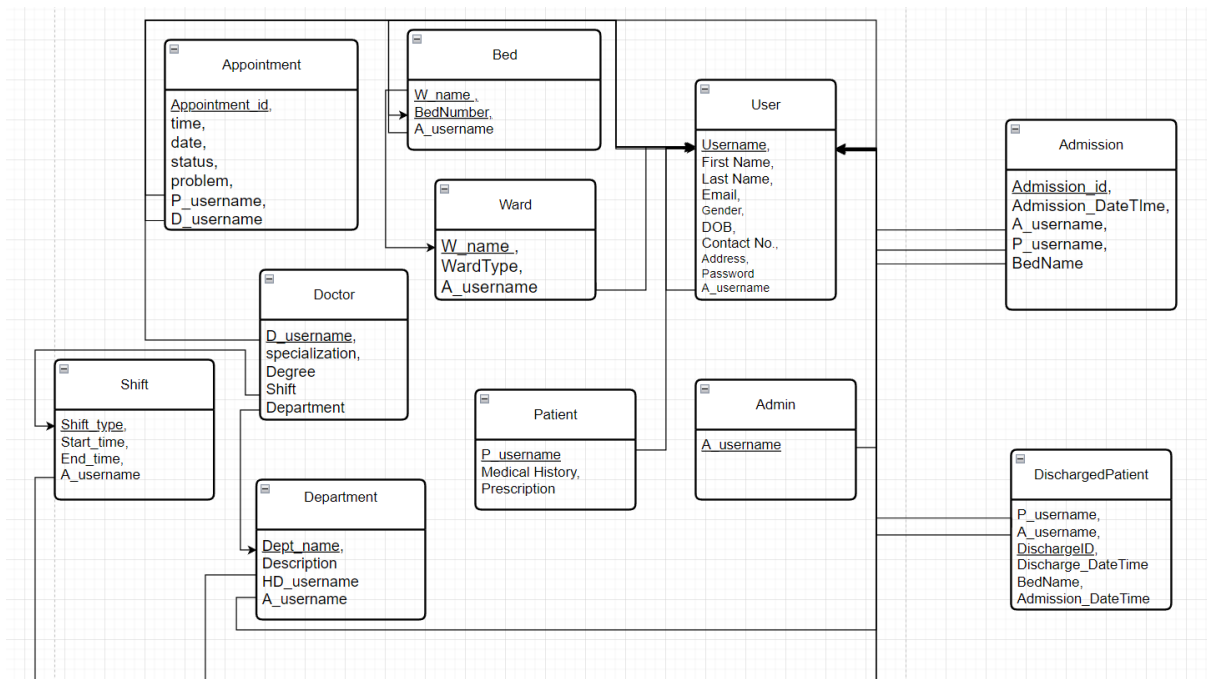 Appointment
Appointment_id,
time,
date,
status,
problem,
P_username,
D_username
Bed
W_name ,
BedNumber,
A_username
User
Username,
First Name,
Last Name,
Email,
Gender,
DOB,
Contact No.,
Address,
Password
A_username
Admission
Admission_id,
Admission_DateTIme,
A_username,
P_username,
BedName
Ward
W_name ,
WardType,
A_username
Doctor
D_username,
specialization,
Degree
Shift
Department
Shift
Shift_type,
Start_time,
End_time,
A_username
Patient
P_username
Medical History,
Prescription
Admin
A_username
DischargedPatient
P_username,
A_username,
DischargeID,
Discharge_DateTime
BedName,
Admission_DateTime
Department
Dept_name,
Description
HD_username
A_username